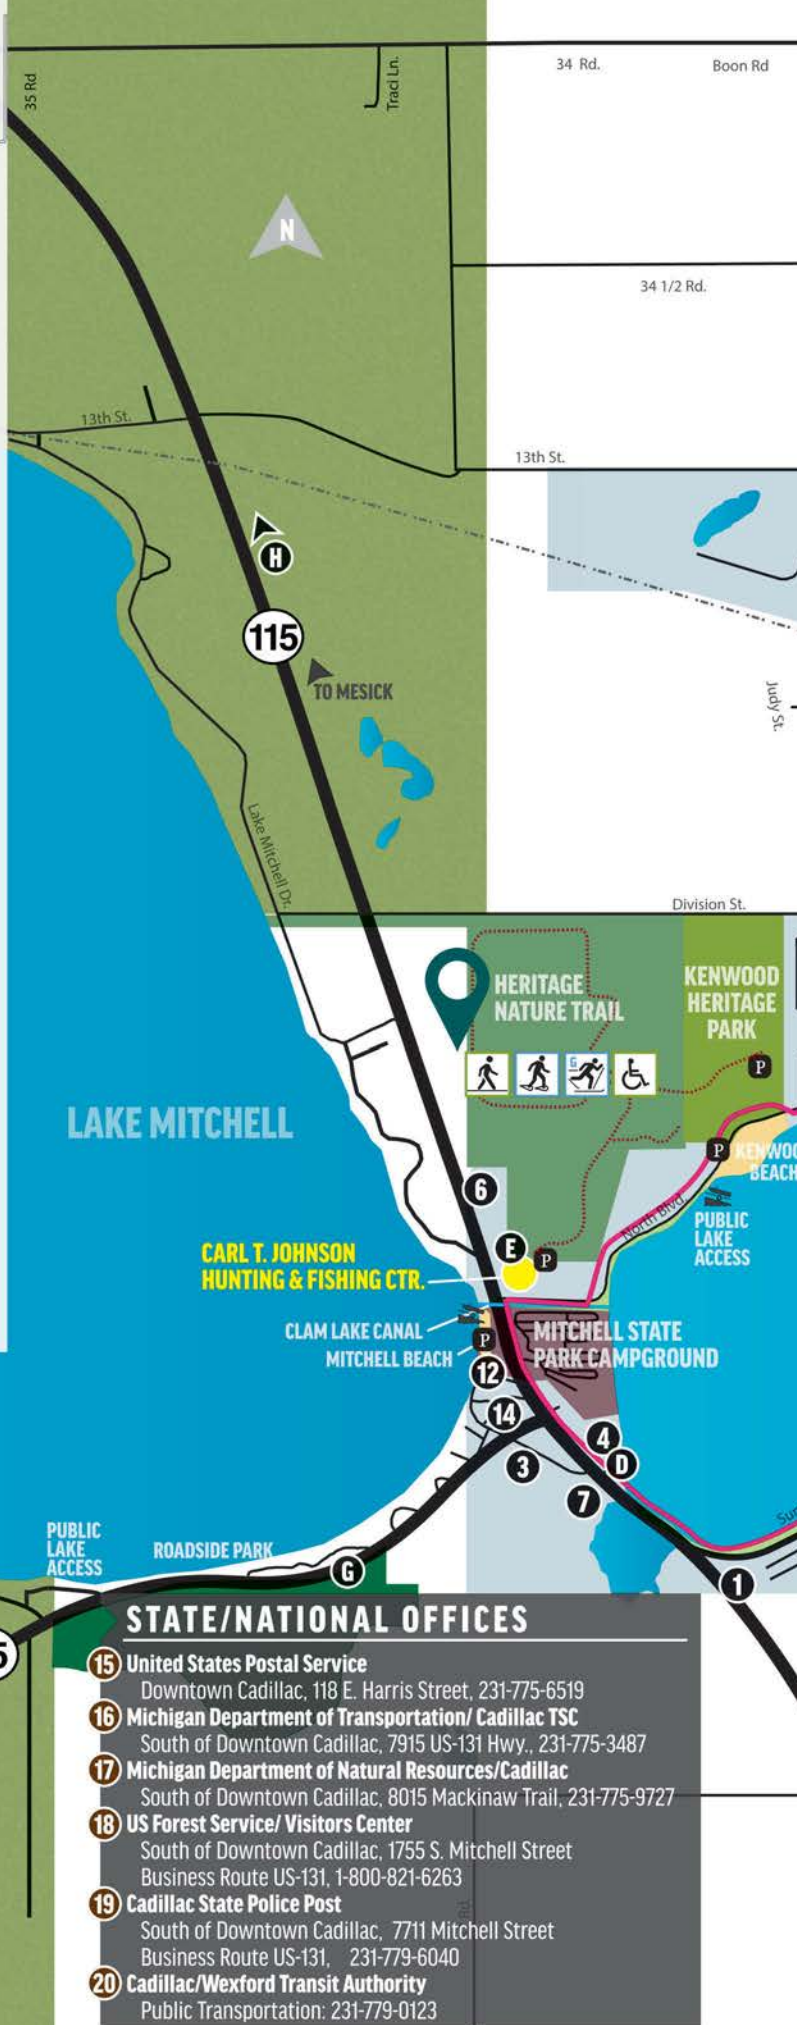 35 Rd
Traci Ln.
34 Rd.
Boon Rd
N
34 1/2 Rd.
13th St.
13th St.
H
115
TO MESICK
Judy St.
Lake Mitchell Dr.
Division St.
HERITAGE
NATURE TRAIL
KENWOOD
HERITAGE
PARK
G
P
LAKE MITCHELL
P
KENWOO
BEACH
6
North Blvd.
PUBLIC
LAKE
ACCESS
E
P
CARL T. JOHNSON
HUNTING & FISHING CTR.
CLAM LAKE CANAL
MITCHELL BEACH
P
MITCHELL STATE
PARK CAMPGROUND
12
14
4
3
D
7
Sun
PUBLIC
LAKE
ACCESS
ROADSIDE PARK
G
1
5
STATE/NATIONAL OFFICES
15 United States Postal Service
Downtown Cadillac, 118 E. Harris Street, 231-775-6519
16 Michigan Department of Transportation/ Cadillac TSC
South of Downtown Cadillac, 7915 US-131 Hwy., 231-775-3487
17 Michigan Department of Natural Resources/Cadillac
South of Downtown Cadillac, 8015 Mackinaw Trail, 231-775-9727
18 US Forest Service/ Visitors Center
South of Downtown Cadillac, 1755 S. Mitchell Street
Business Route US-131, 1-800-821-6263
19 Cadillac State Police Post
South of Downtown Cadillac, 7711 Mitchell Street
Business Route US-131, 231-779-6040
Rd.
20 Cadillac/Wexford Transit Authority
Public Transportation: 231-779-0123